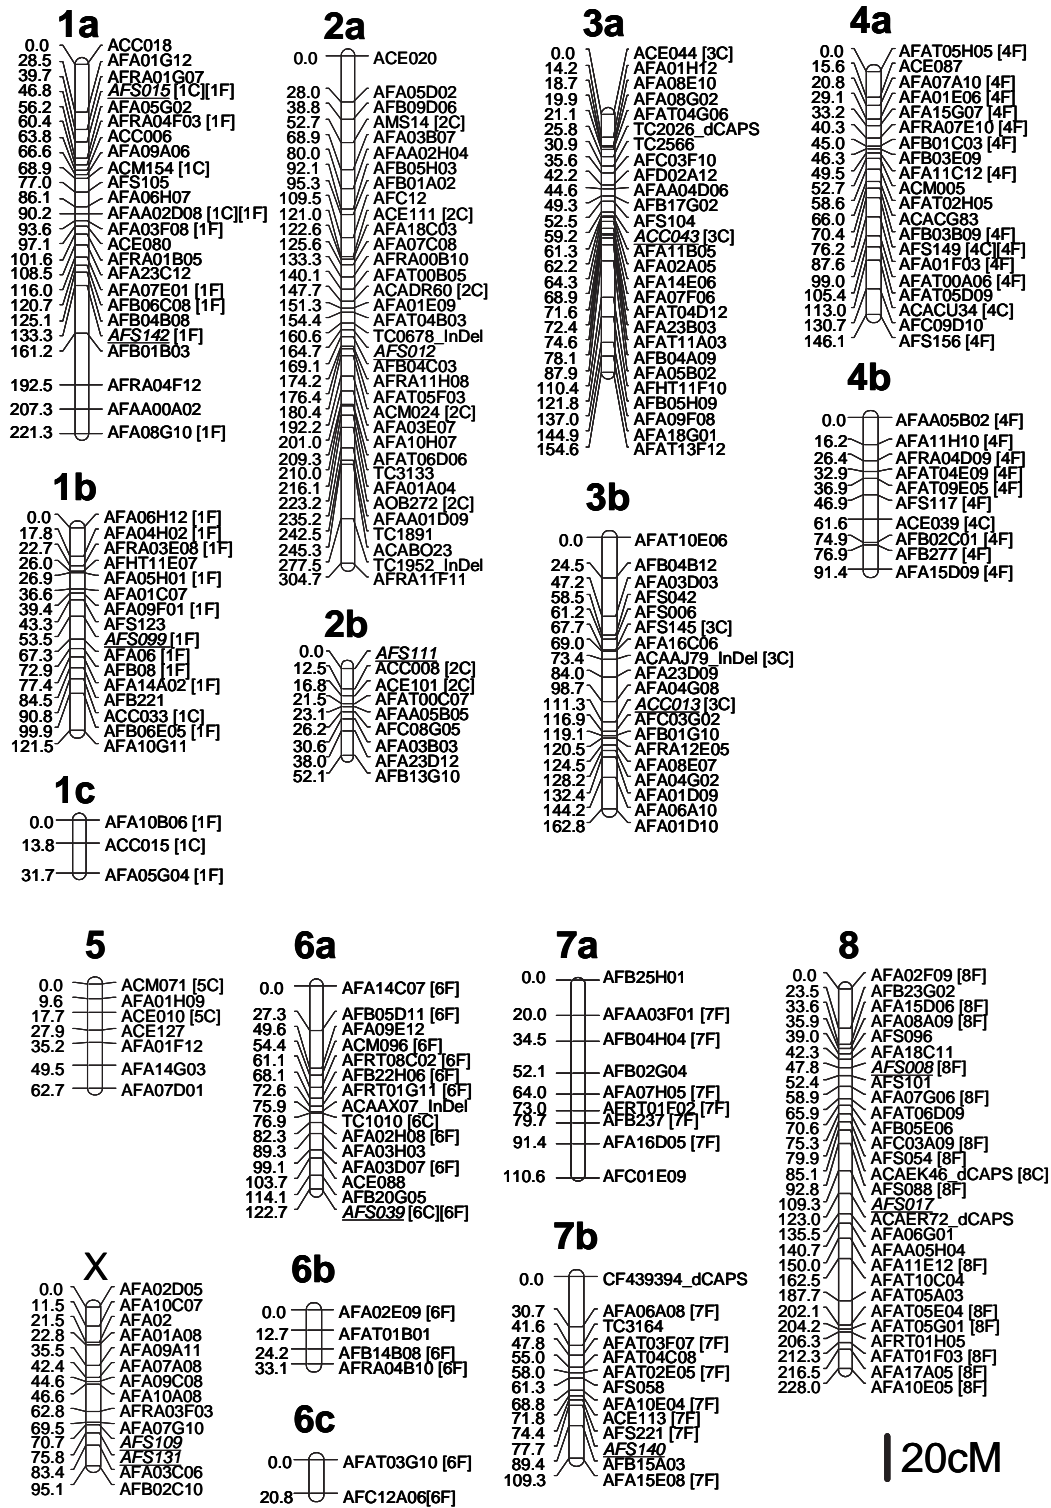 1a
0.0 ACC018
28.5 AFA01G12
39.7 AFRA01G07
46.8 AFS015 [1C][1F]
56.2 AFA05G02
60.4 AFRA04F03 [1F]
63.8 ACC006
66.6 AFA09A06
68.9 ACM154 [1C]
77.0 AFS105
86.1 AFA06H07
90.2 AFAA02D08 [1C][1F]
93.6 AFA03F08 [1F]
97.1 ACE080
101.6 AFRA01B05
108.5 AFA23C12
116.0 AFA07E01 [1F]
120.7 AFB06C08 [1F]
125.1 AFB04B08
133.3 AFS142 [1F]
161.2 AFB01B03
192.5 AFRA04F12
207.3 AFAA00A02
221.3 AFA08G10 [1F]
1b
0.0 AFA06H12 [1F]
17.8 AFA04H02 [1F]
22.7 AFRA03E08 [1F]
26.0 AFHT11E07
26.9 AFA05H01 [1F]
36.6 AFA01C07
39.4 AFA09F01 [1F]
43.3 AFS123
53.5 AFS099 [1F]
67.3 AFA06 [1F]
72.9 AFB08 [1F]
77.4 AFA14A02 [1F]
84.5 AFB221
90.8 ACC033 [1C]
99.9 AFB06E05 [1F]
121.5 AFA10G11
1c
0.0 AFA10B06 [1F]
13.8 ACC015 [1C]
31.7 AFA05G04 [1F]
2a
0.0 ACE020
28.0 AFA05D02
38.8 AFB09D06
52.7 AMS14 [2C]
68.9 AFA03B07
80.0 AFAA02H04
92.1 AFB05H03
95.3 AFB01A02
109.5 AFC12
121.0 ACE111 [2C]
122.6 AFA18C03
125.6 AFA07C08
133.3 AFRA00B10
140.1 AFAT00B05
147.7 ACADR60 [2C]
151.3 AFA01E09
154.4 AFAT04B03
160.6 TC0678_InDel
164.7 AFS012
169.1 AFB04C03
174.2 AFRA11H08
176.4 AFAT05F03
180.4 ACM024 [2C]
192.2 AFA03E07
201.0 AFA10H07
209.3 AFAT06D06
210.0 TC3133
216.1 AFA01A04
223.2 AOB272 [2C]
235.2 AFAA01D09
242.5 TC1891
245.3 ACABO23
277.5 TC1952_InDel
304.7 AFRA11F11
2b
0.0 AFS111
12.5 ACC008 [2C]
16.8 ACE101 [2C]
21.5 AFAT00C07
23.1 AFAA05B05
26.2 AFC08G05
30.6 AFA03B03
38.0 AFA23D12
52.1 AFB13G10
3a
0.0 ACE044 [3C]
14.2 AFA01H12
18.7 AFA08E10
19.9 AFA08G02
21.1 AFAT04G06
25.8 TC2026_dCAPS
30.9 TC2566
35.6 AFC03F10
42.2 AFD02A12
44.6 AFAA04D06
49.3 AFB17G02
52.5 AFS104
59.2 ACC043 [3C]
61.3 AFA11B05
62.2 AFA02A05
64.3 AFA14E06
68.9 AFA07F06
71.6 AFAT04D12
72.4 AFA23B03
74.6 AFAT11A03
78.1 AFB04A09
87.9 AFA05B02
110.4 AFHT11F10
121.8 AFB05H09
137.0 AFA09F08
144.9 AFA18G01
154.6 AFAT13F12
3b
0.0 AFAT10E06
24.5 AFB04B12
47.2 AFA03D03
58.5 AFS042
61.2 AFS006
67.7 AFS145 [3C]
69.0 AFA16C06
73.4 ACAAJ79_InDel [3C]
84.0 AFA23D09
98.7 AFA04G08
111.3 ACC013 [3C]
116.9 AFC03G02
119.1 AFB01G10
120.5 AFRA12E05
124.5 AFA08E07
128.2 AFA04G02
132.4 AFA01D09
144.2 AFA06A10
162.8 AFA01D10
4a
0.0 AFAT05H05 [4F]
15.6 ACE087
20.8 AFA07A10 [4F]
29.1 AFA01E06 [4F]
33.2 AFA15G07 [4F]
40.3 AFRA07E10 [4F]
45.0 AFB01C03 [4F]
46.3 AFB03E09
49.5 AFA11C12 [4F]
52.7 ACM005
58.6 AFAT02H05
66.0 ACACG83
70.4 AFB03B09 [4F]
76.2 AFS149 [4C][4F]
87.6 AFA01F03 [4F]
99.0 AFAT00A06 [4F]
105.4 AFAT05D09
113.0 ACACU34 [4C]
130.7 AFC09D10
146.1 AFS156 [4F]
4b
0.0 AFAA05B02 [4F]
16.2 AFA11H10 [4F]
26.4 AFRA04D09 [4F]
32.9 AFAT04E09 [4F]
36.9 AFAT09E05 [4F]
46.9 AFS117 [4F]
61.6 ACE039 [4C]
74.9 AFB02C01 [4F]
76.9 AFB277 [4F]
91.4 AFA15D09 [4F]
5
0.0 ACM071 [5C]
9.6 AFA01H09
17.7 ACE010 [5C]
27.9 ACE127
35.2 AFA01F12
49.5 AFA14G03
62.7 AFA07D01
X
0.0 AFA02D05
11.5 AFA10C07
21.5 AFA02
22.8 AFA01A08
35.5 AFA09A11
42.4 AFA07A08
44.6 AFA09C08
46.6 AFA10A08
62.8 AFRA03F03
69.5 AFA07G10
70.7 AFS109
75.8 AFS131
83.4 AFA03C06
95.1 AFB02C10
6a
0.0 AFA14C07 [6F]
27.3 AFB05D11 [6F]
49.6 AFA09E12
54.4 ACM096 [6F]
61.1 AFRT08C02 [6F]
68.1 AFB22H06 [6F]
72.6 AFRT01G11 [6F]
75.9 ACAAX07_InDel
76.9 TC1010 [6C]
82.3 AFA02H08 [6F]
89.3 AFA03H03
99.1 AFA03D07 [6F]
103.7 ACE088
114.1 AFB20G05
122.7 AFS039 [6C][6F]
6b
0.0 AFA02E09 [6F]
12.7 AFAT01B01
24.2 AFB14B08 [6F]
33.1 AFRA04B10 [6F]
6c
0.0 AFAT03G10 [6F]
20.8 AFC12A06[6F]
7a
0.0 AFB25H01
20.0 AFAA03F01 [7F]
34.5 AFB04H04 [7F]
52.1 AFB02G04
64.0 AFA07H05 [7F]
73.0 AFRT01F02 [7F]
79.7 AFB237 [7F]
91.4 AFA16D05 [7F]
110.6 AFC01E09
7b
0.0 CF439394_dCAPS
30.7 AFA06A08 [7F]
41.6 TC3164
47.8 AFAT03F07 [7F]
55.0 AFAT04C08
58.0 AFAT02E05 [7F]
61.3 AFS058
68.8 AFA10E04 [7F]
71.8 ACE113 [7F]
74.4 AFS221 [7F]
77.7 AFS140
89.4 AFB15A03
109.3 AFA15E08 [7F]
8
0.0 AFA02F09 [8F]
23.5 AFB23G02
33.6 AFA15D06 [8F]
35.9 AFA08A09 [8F]
39.0 AFS096
42.3 AFA18C11
47.8 AFS008 [8F]
52.4 AFS101
58.9 AFA07G06 [8F]
65.9 AFAT06D09
70.6 AFB05E06
75.3 AFC03A09 [8F]
79.9 AFS054 [8F]
85.1 ACAEK46_dCAPS [8C]
92.8 AFS088 [8F]
109.3 AFS017
123.0 ACAER72_dCAPS
135.5 AFA06G01
140.7 AFAA05H04
150.0 AFA11E12 [8F]
162.5 AFAT10C04
187.7 AFAT05A03
202.1 AFAT05E04 [8F]
204.2 AFAT05G01 [8F]
206.3 AFRT01H05
212.3 AFAT01F03 [8F]
216.5 AFA17A05 [8F]
228.0 AFA10E05 [8F]
20cM